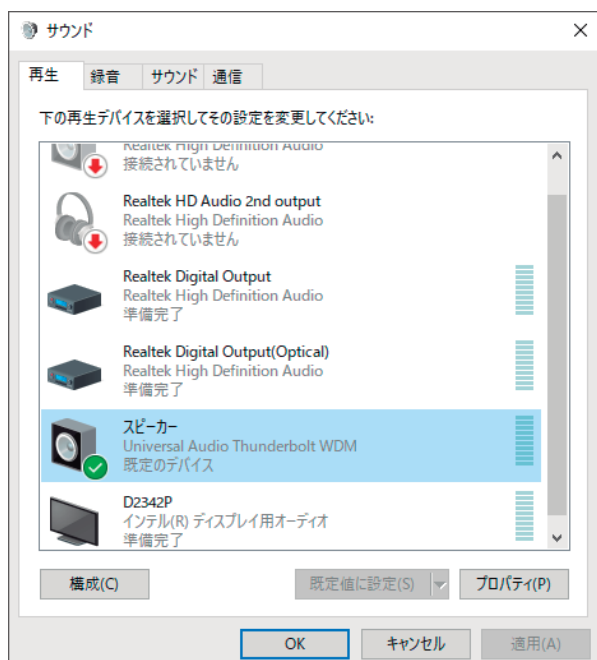 サウンド
再生
録音
サウンド
通信
下の再生デバイスを選択してその設定を変更してください:
Realtek High Definition Audio
接続されていません
Realtek HD Audio 2nd output
Realtek High Definition Audio
接続されていません
Realtek Digital Output
Realtek High Definition Audio
準備完了
Realtek Digital Output(Optical)
Realtek High Definition Audio
準備完了
スピーカー
Universal Audio Thunderbolt WDM
既定のデバイス
D2342P
インテル(R) ディスプレイ用オーディオ
準備完了
構成(C)
既定値に設定(S)
プロパティ(P)
OK
キャンセル
適用(A)